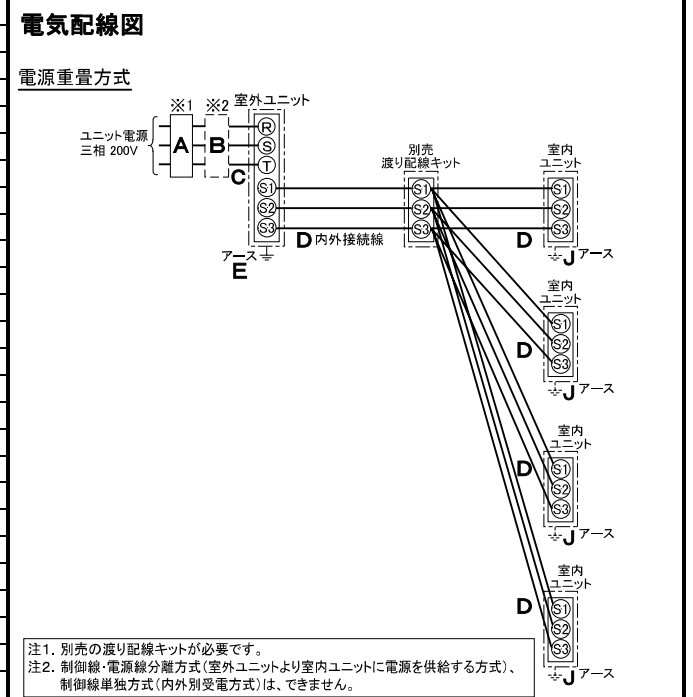 電気配線図
電源重畳方式
※1 ※2 室外ユニット
ユニット電源
三相 200V
A
B
C
R
S
T
S1
S2
S3
D 内外接続線
アース
E
別売
渡り配線キット
S1
S2
S3
室内
ユニット
S1
S2
S3
D
J アース
室内
ユニット
S1
S2
S3
D
J アース
室内
ユニット
S1
S2
S3
D
J アース
室内
ユニット
S1
S2
S3
D
J アース
注1. 別売の渡り配線キットが必要です。
注2. 制御線・電源線分離方式(室外ユニットより室内ユニットに電源を供給する方式)、
制御線単独方式(内外別受電方式)は、できません。